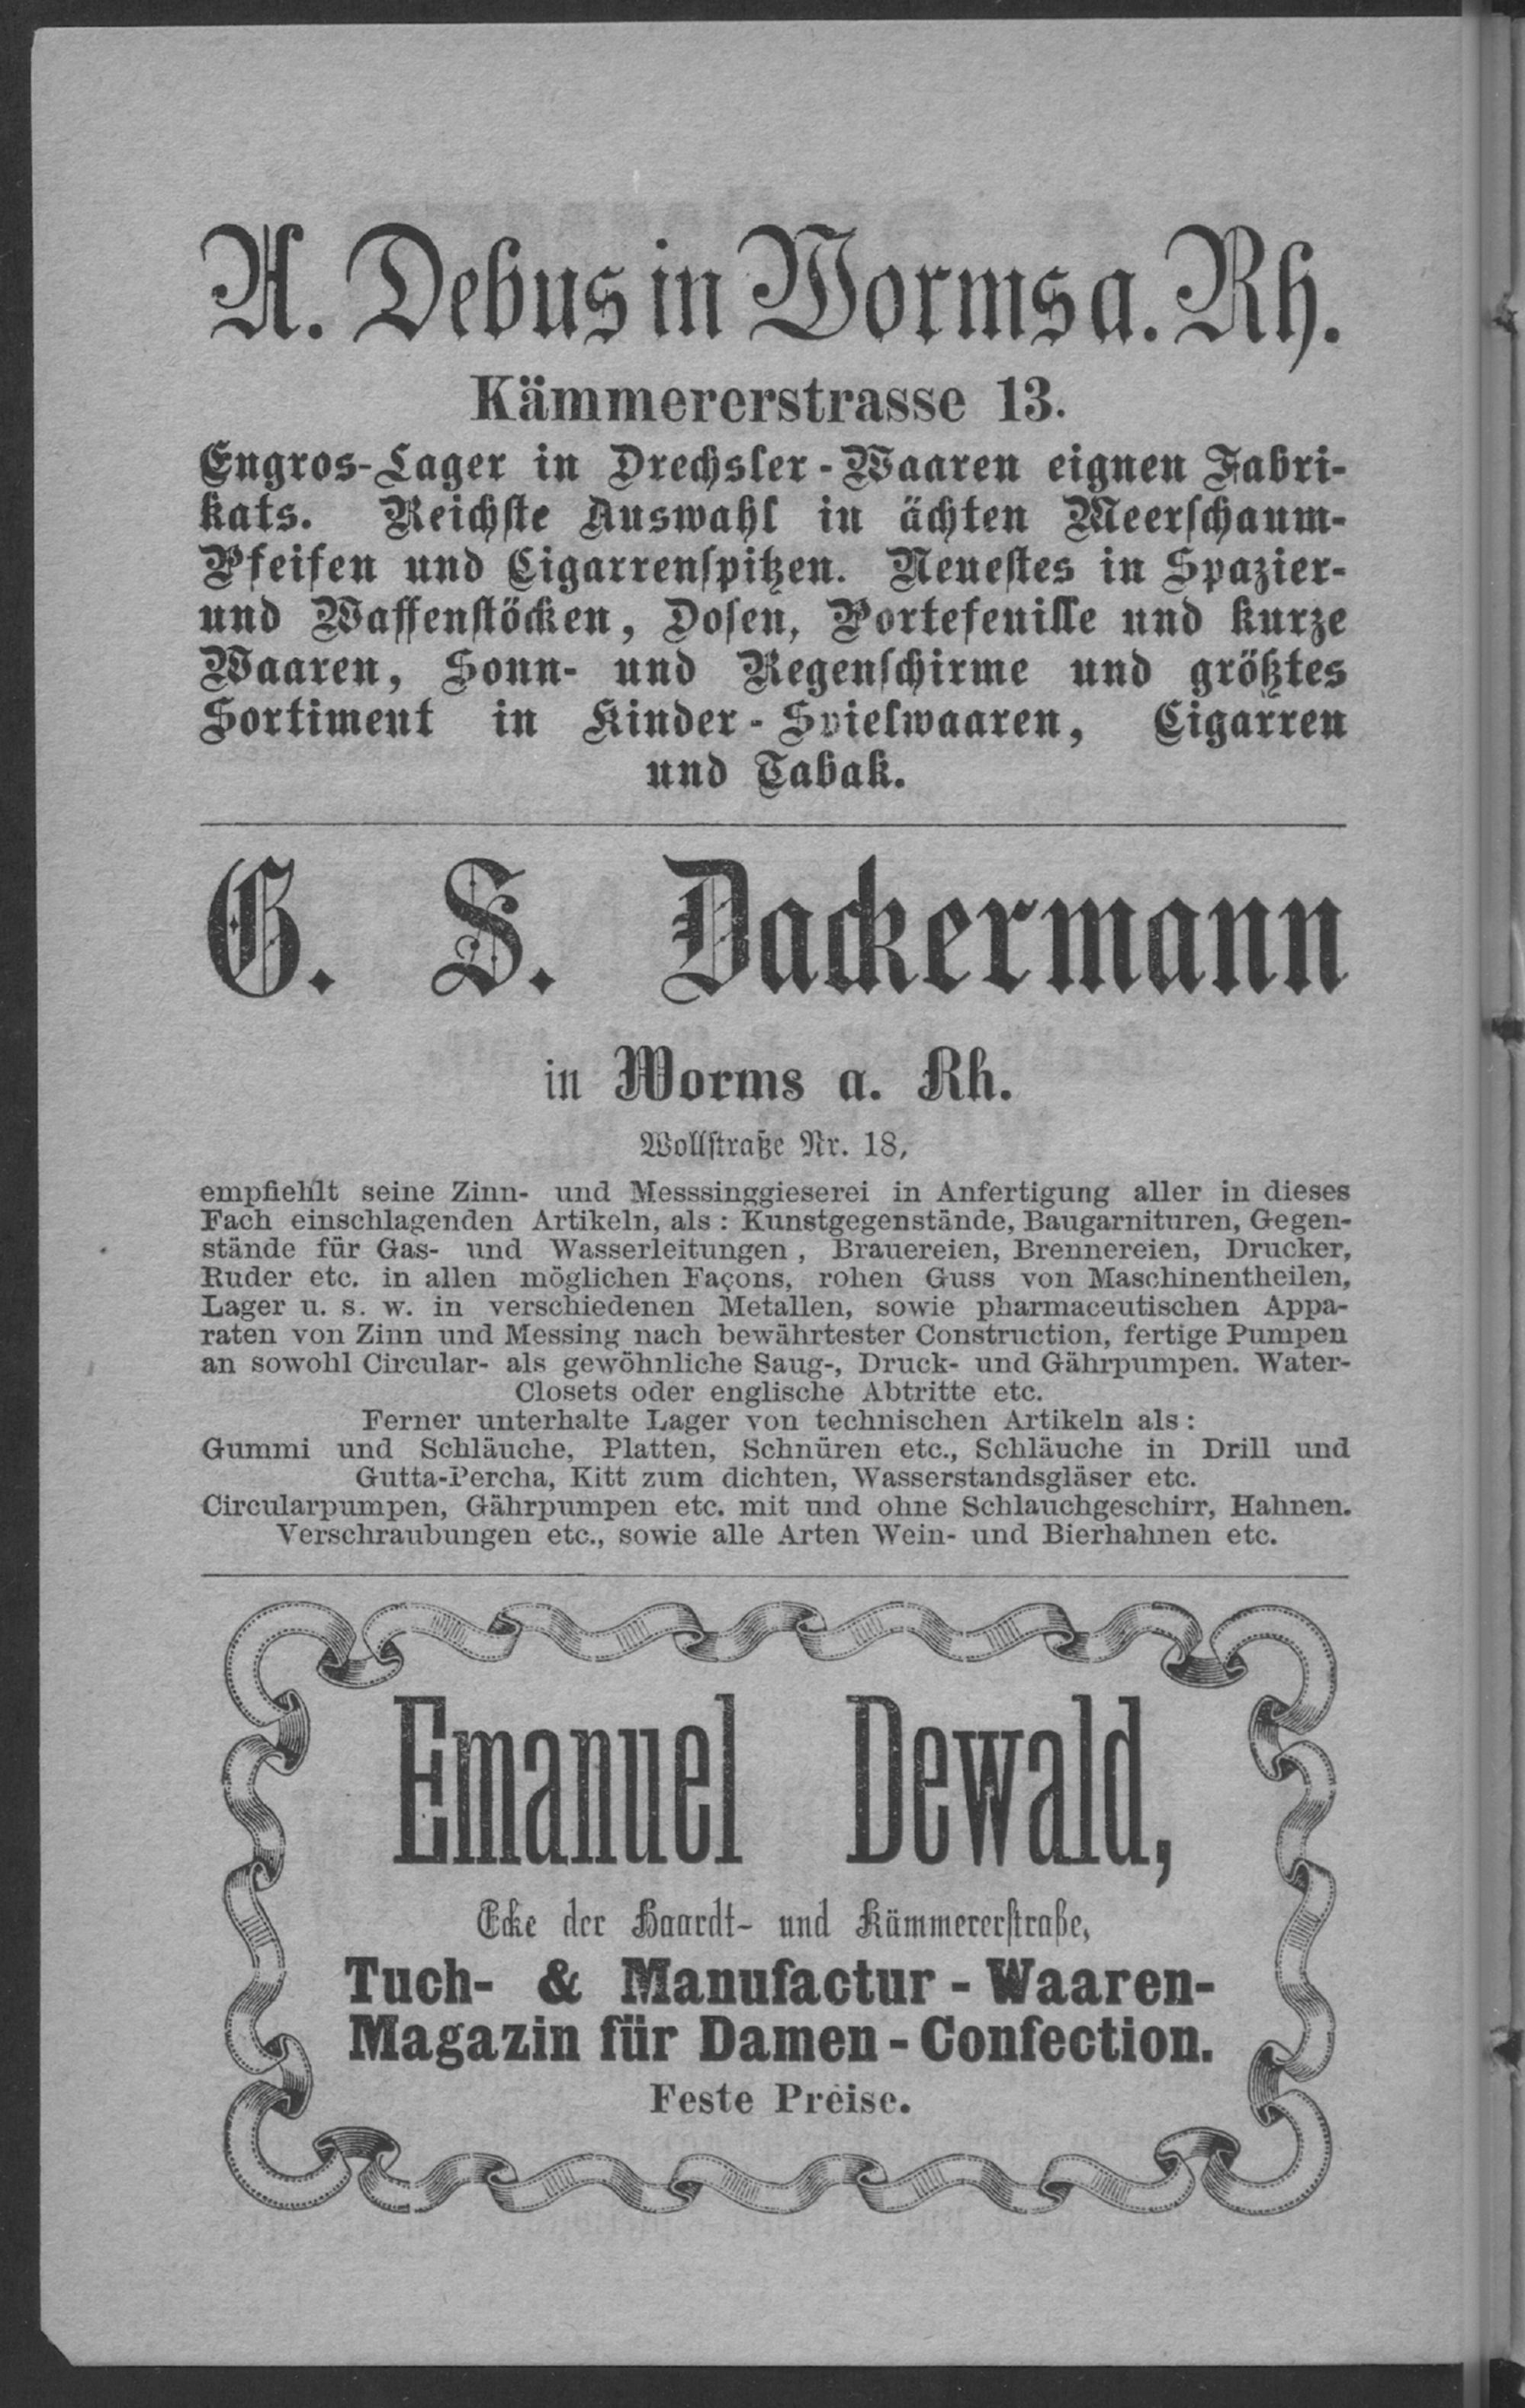 A. Debus in Worms a. Rh.
Kämmererstrasse 13.
Engros-Lager in Drechsler-Waaren eignen Fabri-
kats. Reichste Auswahl in ächten Meerschaum-
Pfeifen und Cigarrenspitzen. Neuestes in Spazier-
und Waffenstöcken, Dosen, Portefeuille und kurze
Waaren, Sonn- und Regenschirme und größtes
Sortiment in Kinder-Spielwaaren, Cigarren
und Tabak.
G. S. Dackermann
in Worms a. Rh.
Wollstraße Nr. 18,
empfiehlt seine Zinn- und Messsinggieserei in Anfertigung aller in dieses
Fach einschlagenden Artikeln, als: Kunstgegenstände, Baugarnituren, Gegen-
stände für Gas- und Wasserleitungen, Brauereien, Brennereien, Drucker,
Ruder etc. in allen möglichen Façons, rohen Guss von Maschinentheilen,
Lager u. s. w. in verschiedenen Metallen, sowie pharmaceutischen Appa-
raten von Zinn und Messing nach bewährtester Construction, fertige Pumpen
an sowohl Circular- als gewöhnliche Saug-, Druck- und Gährpumpen. Water-
Closets oder englische Abtritte etc.
Ferner unterhalte Lager von technischen Artikeln als:
Gummi und Schläuche, Platten, Schnüren etc., Schläuche in Drill und
Gutta-Percha, Kitt zum dichten, Wasserstandsgläser etc.
Circularpumpen, Gährpumpen etc. mit und ohne Schlauchgeschirr, Hahnen.
Verschraubungen etc., sowie alle Arten Wein- und Bierhahnen etc.
Emanuel Dewald,
Ecke der Haardt- und Kämmererstraße,
Tuch- & Manufactur-Waaren-
Magazin für Damen-Confection.
Feste Preise.